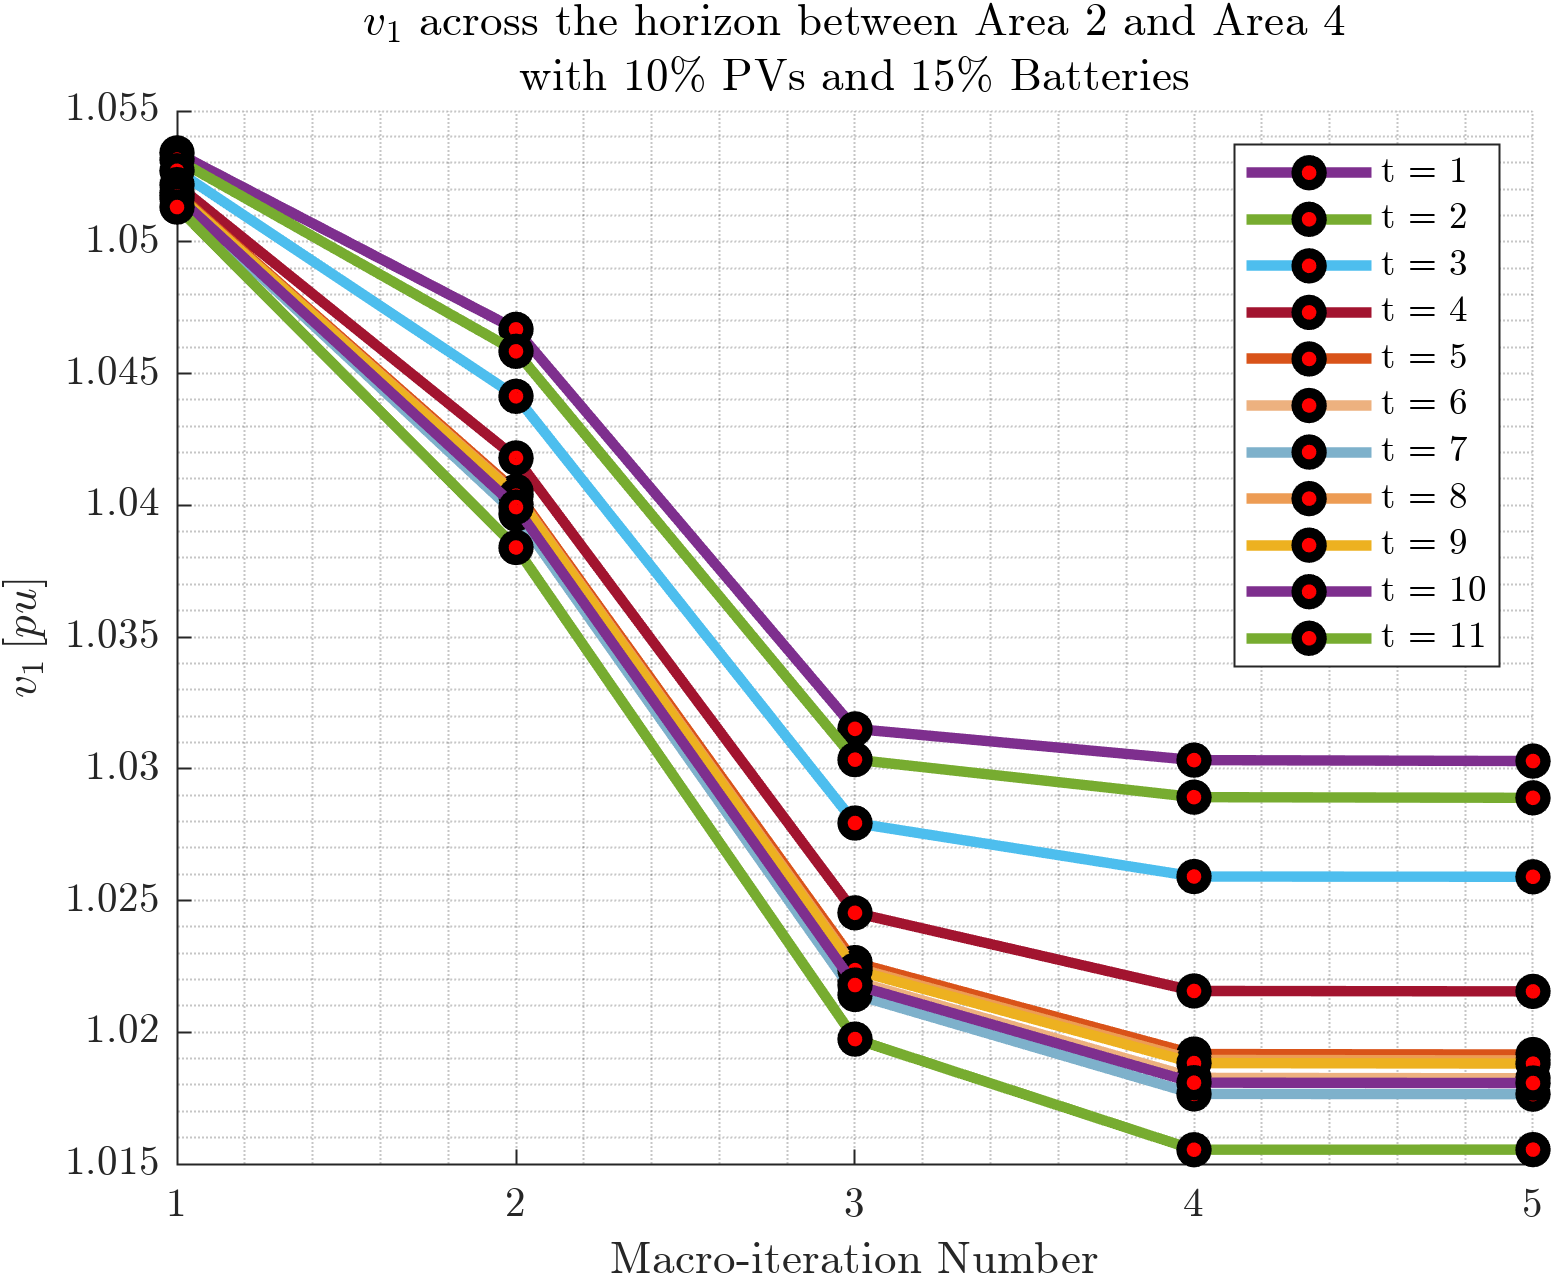 v₁ across the horizon between Area 2 and Area 4
with 10% PVs and 15% Batteries
1.055
1.05
1.045
1.04
1.035
1.03
1.025
1.02
1.015
v₁ [pu]
t = 1
t = 2
t = 3
t = 4
t = 5
t = 6
t = 7
t = 8
t = 9
t = 10
t = 11
1 2 3 4 5
Macro-iteration Number